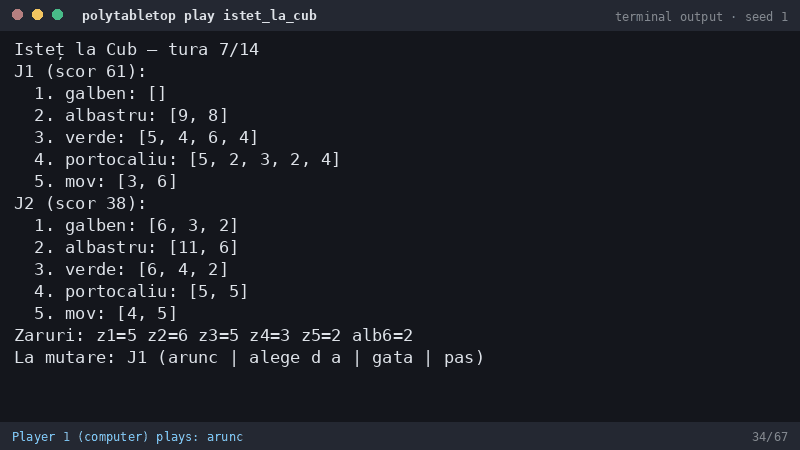 polytabletop play istet_la_cub
terminal output · seed 1
Isteț la Cub — tura 7/14
J1 (scor 61):
1. galben: []
2. albastru: [9, 8]
3. verde: [5, 4, 6, 4]
4. portocaliu: [5, 2, 3, 2, 4]
5. mov: [3, 6]
J2 (scor 38):
1. galben: [6, 3, 2]
2. albastru: [11, 6]
3. verde: [6, 4, 2]
4. portocaliu: [5, 5]
5. mov: [4, 5]
Zaruri: z1=5 z2=6 z3=5 z4=3 z5=2 alb6=2
La mutare: J1 (arunc | alege d a | gata | pas)
Player 1 (computer) plays: arunc
34/67